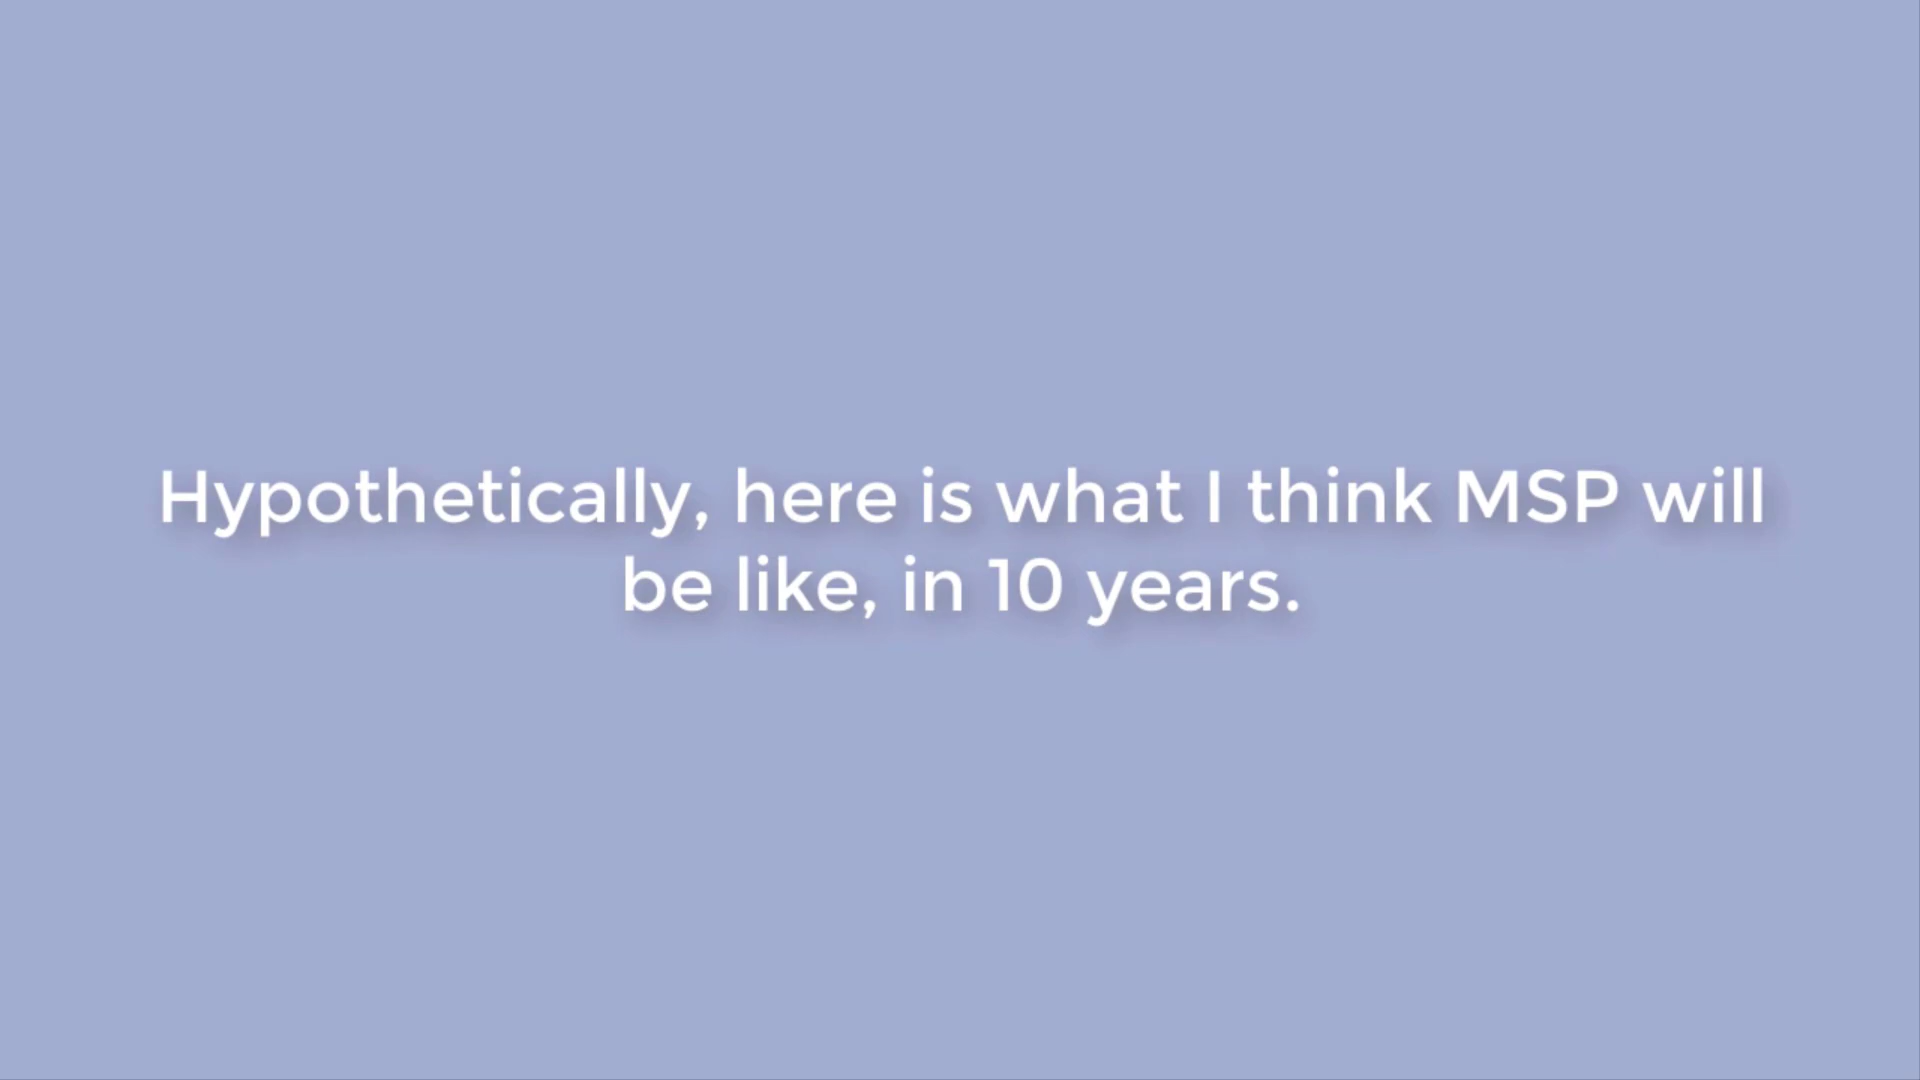 Hypothetically, here is what I think MSP will
be like, in 10 years.